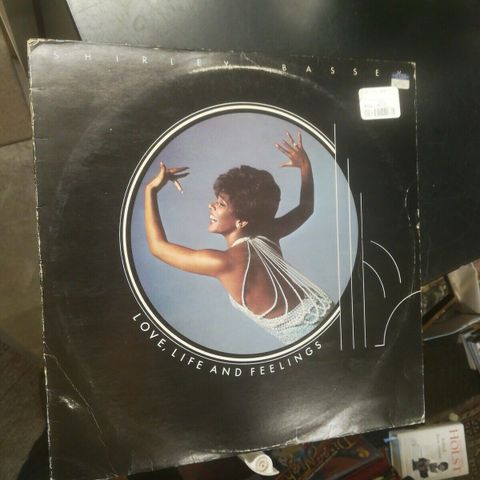 SHIRLEY BASSEY
LOVE, LIFE AND FEELINGS
HOLST